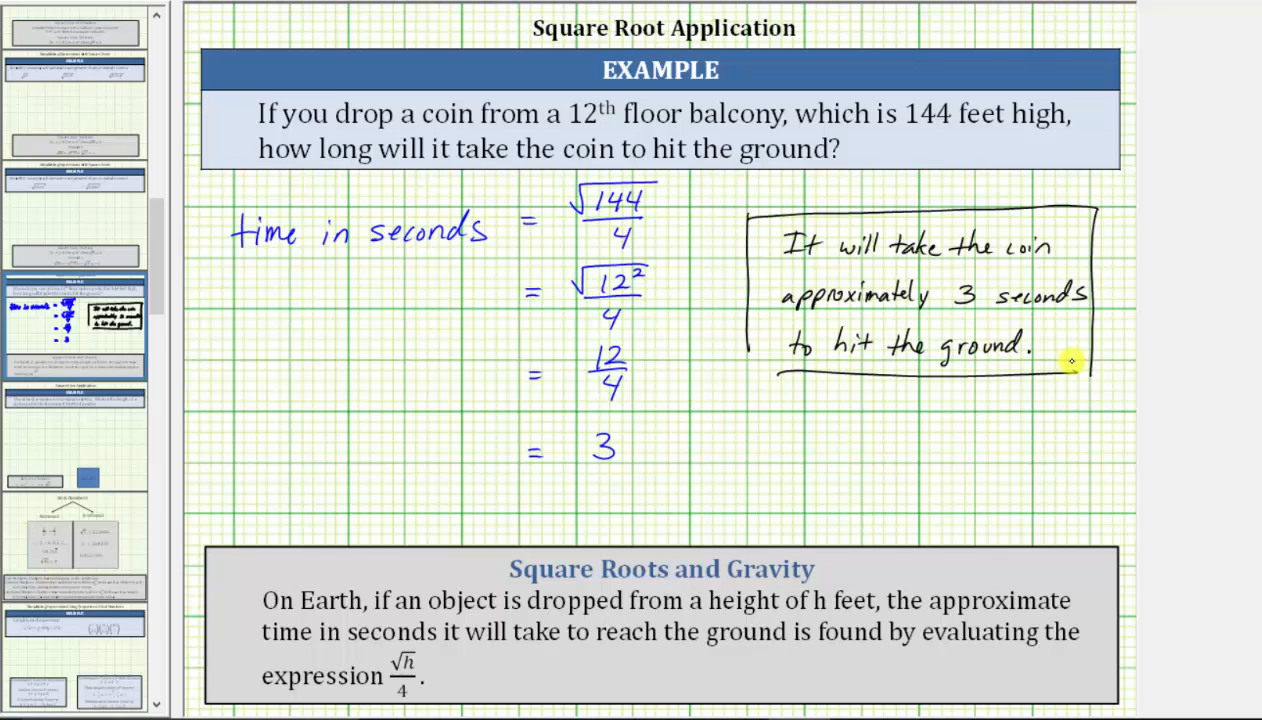 Square Root Application
EXAMPLE
If you drop a coin from a 12th floor balcony, which is 144 feet high,
how long will it take the coin to hit the ground?
time in seconds = √144/4
= √12²/4
= 12/4
= 3
It will take the coin
approximately 3 seconds
to hit the ground.
Square Roots and Gravity
On Earth, if an object is dropped from a height of h feet, the approximate
time in seconds it will take to reach the ground is found by evaluating the
expression √h/4.